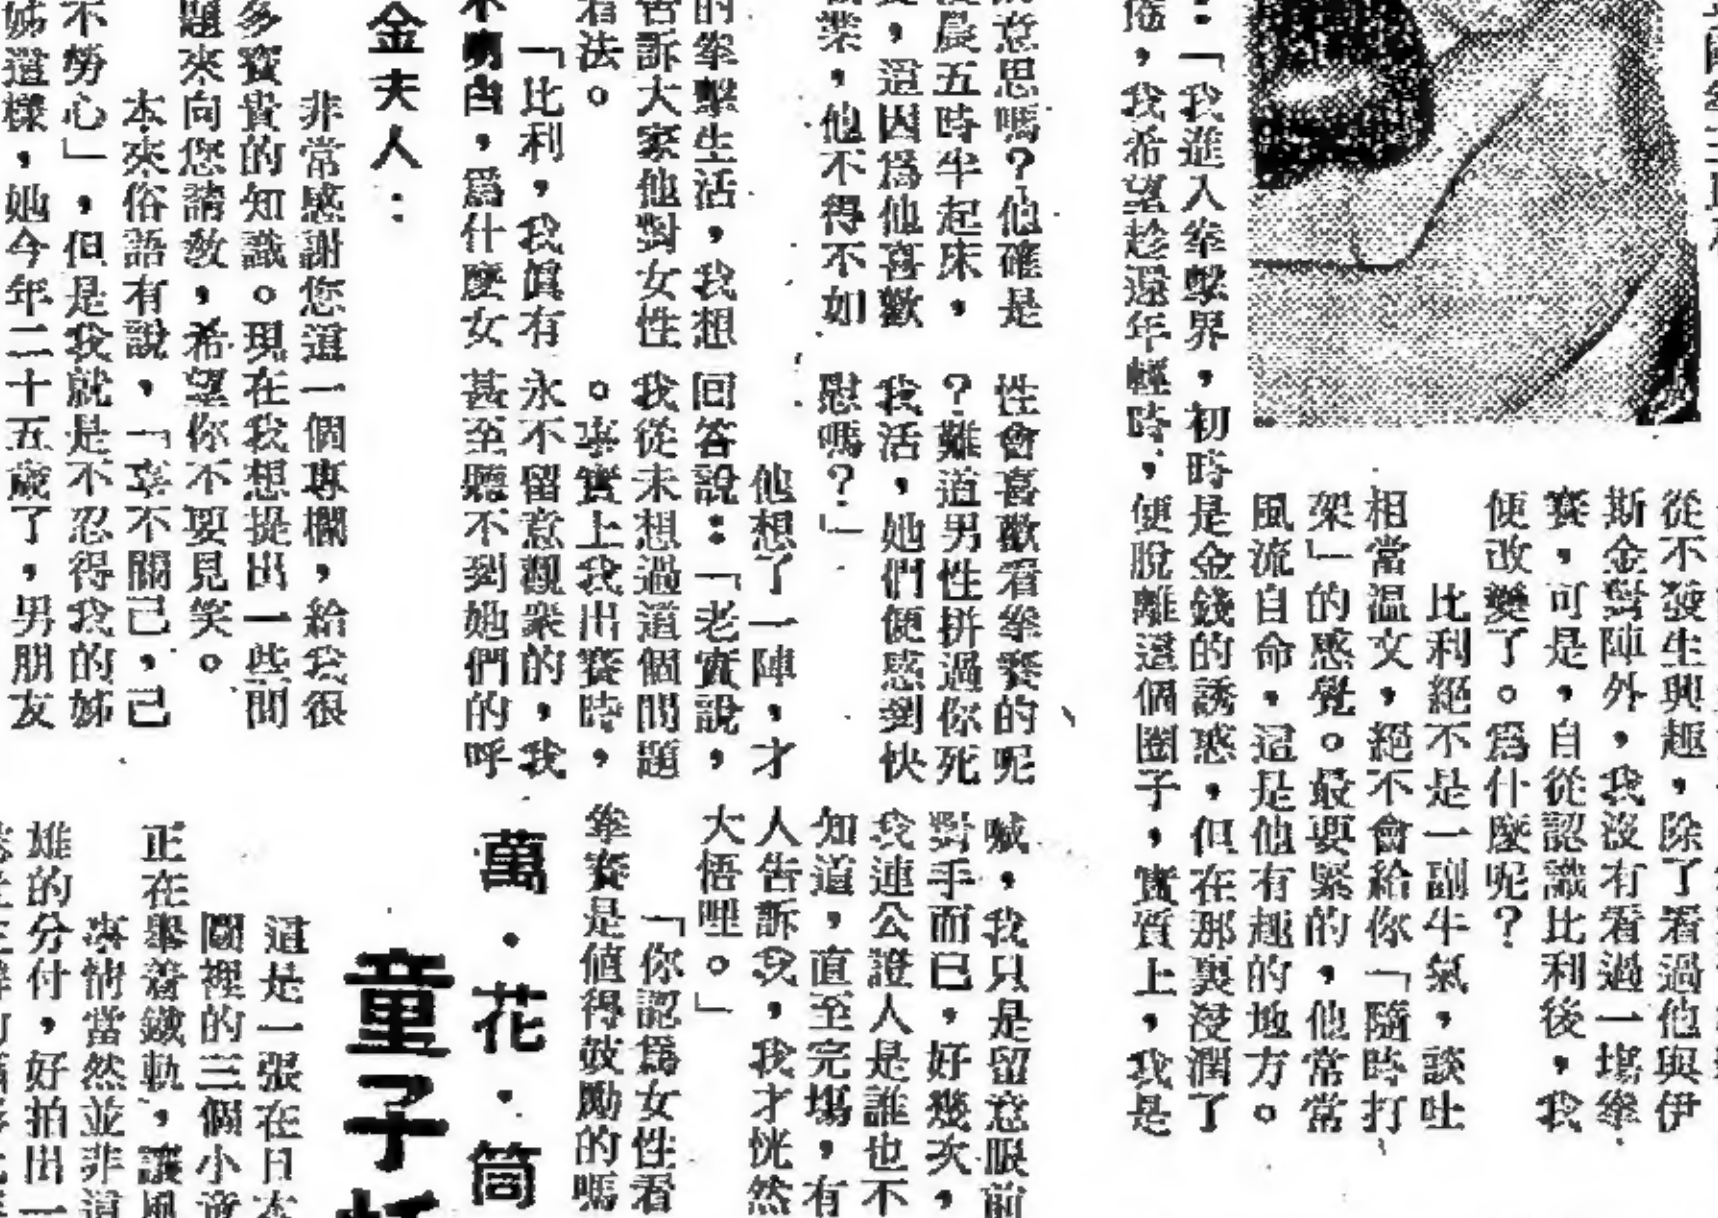 從不發生興趣，除了看過他與伊
斯金對陣外，我沒有看過一場拳
賽，可是，自從認識比利後，我
便改變了。爲什麼呢？
比利絕不是一副牛氣，談吐
相當溫文，絕不會給你「隨時打
架」的感覺。最要緊的，他常常
風流自命，這是他有趣的地方。
：「我進入拳擊界，初時是金錢的誘惑，但在那裏浸潤了
倦，我希望趁還年輕時，便脫離這個圈子，實質上，我是
意思嗎？他確是
晨五時半起床，
，這因爲他喜歡
業，他不得不如
的拳擊生活，我想
告訴大家他對女性
看法。
「比利，我眞有
不明白，爲什麼女
性會喜歡看拳賽的呢
？難道男性拼過你死
我活，她們便感到快
慰嗎？」
他想了一陣，才
回答說：「老實說，
我從未想過這個問題
。事實上我出賽時，
永不留意觀衆的，我
甚至聽不到她們的呼
喊，我只是留意眼前
對手而已，好幾次，
我連公證人是誰也不
知道，直至完場，有
人告訴我，我才恍然
大悟哩。」
「你認爲女性看
拳賽是值得鼓勵的嗎
金夫人：
非常感謝您這一個專欄，給我很
多寶貴的知識。現在我想提出一些問
題來向您請敎，希望你不要見笑。
本來俗語有說，「事不關己，己
不勞心」，但是我就是不忍得我的姊
姊這樣，她今年二十五歲了，男朋友
萬·花·筒
童子
這是一張在日本
闖裡的三個小童
正在舉着鐵軌，讓風
事情當然並非這
雄的分付，好拍出一